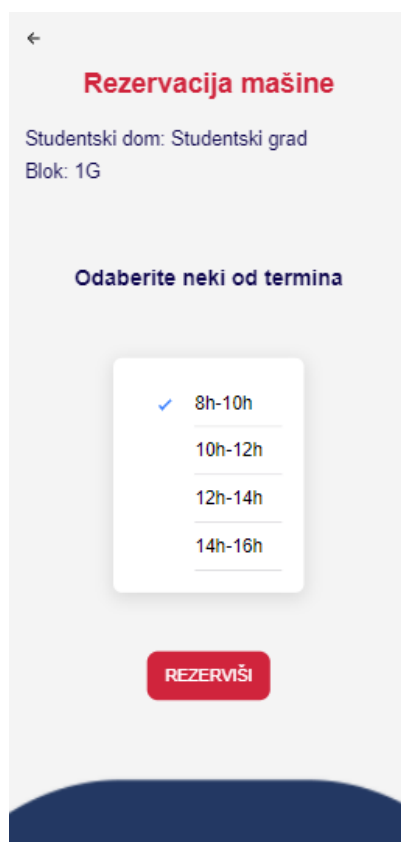 Rezervacija mašine
Studentski dom: Studentski grad
Blok: 1G
Odaberite neki od termina
8h-10h
10h-12h
12h-14h
14h-16h
REZERVIŠI